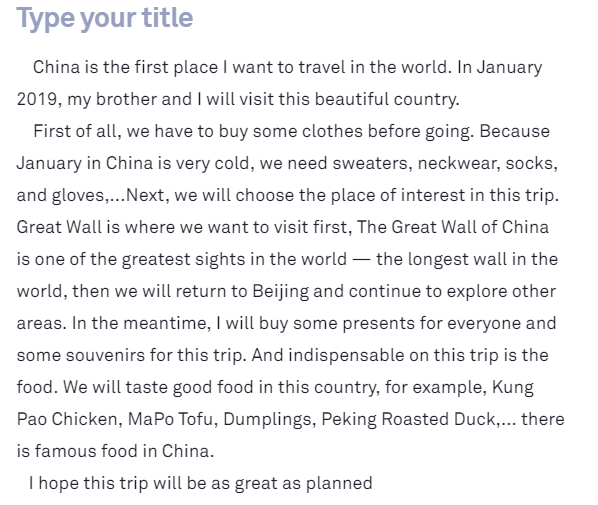 Type your title
China is the first place I want to travel in the world. In January
2019, my brother and I will visit this beautiful country.
First of all, we have to buy some clothes before going. Because
January in China is very cold, we need sweaters, neckwear, socks,
and gloves,...Next, we will choose the place of interest in this trip.
Great Wall is where we want to visit first, The Great Wall of China
is one of the greatest sights in the world — the longest wall in the
world, then we will return to Beijing and continue to explore other
areas. In the meantime, I will buy some presents for everyone and
some souvenirs for this trip. And indispensable on this trip is the
food. We will taste good food in this country, for example, Kung
Pao Chicken, MaPo Tofu, Dumplings, Peking Roasted Duck,... there
is famous food in China.
I hope this trip will be as great as planned